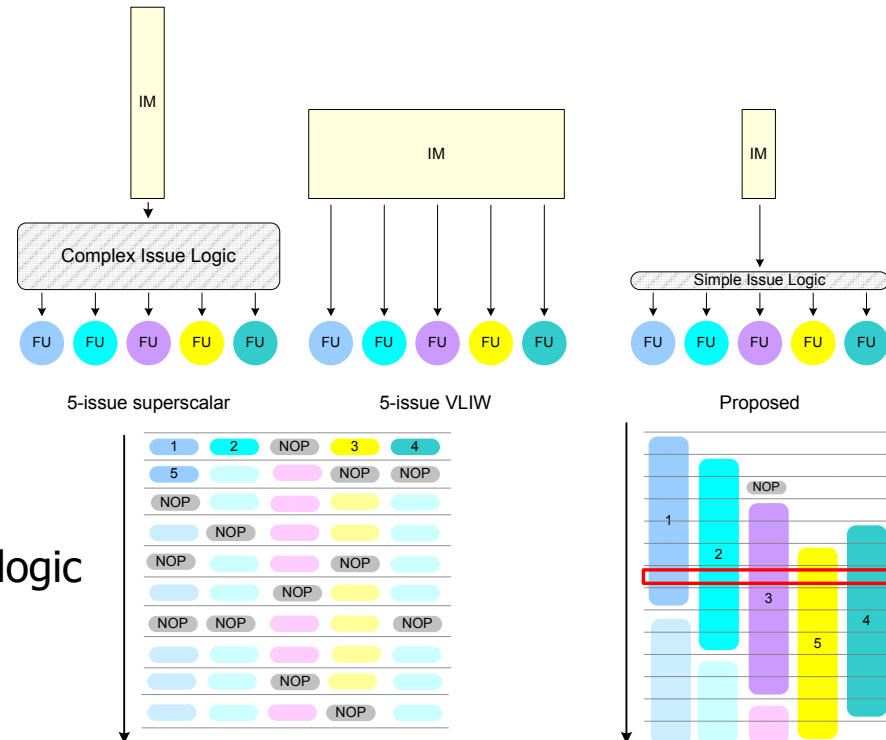 IM
IM
IM
Complex Issue Logic
Simple Issue Logic
FU FU FU FU FU
FU FU FU FU FU
FU FU FU FU FU
5-issue superscalar
5-issue VLIW
Proposed
1 2 NOP 3 4
5 NOP NOP
NOP
NOP
NOP NOP
NOP
NOP NOP NOP
NOP
NOP
logic
NOP
1
2
3
4
5